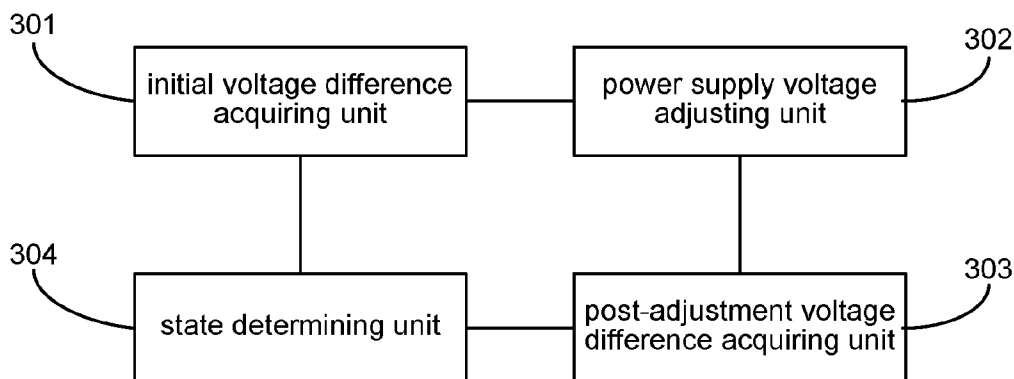 301
initial voltage difference
acquiring unit
power supply voltage
adjusting unit
302
304
state determining unit
post-adjustment voltage
difference acquiring unit
303